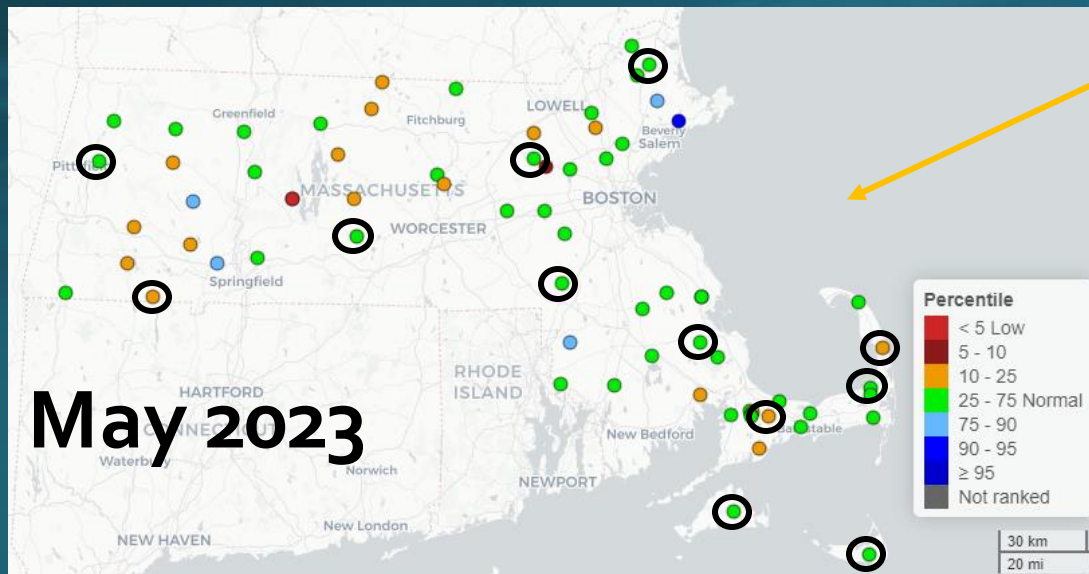 LOWELL
Greenfield
Fitchburg
Beverly
Salem
Pittsfield
MASSACHUSETTS
BOSTON
WORCESTER
Springfield
Percentile
< 5 Low
5 - 10
10 - 25
25 - 75 Normal
75 - 90
90 - 95
≥ 95
Not ranked
RHODE
ISLAND
HARTFORD
May 2023
CONNECTICUT
New Bedford
Barnstable
Waterbury
Norwich
NEWPORT
New London
NEW HAVEN
30 km
20 mi